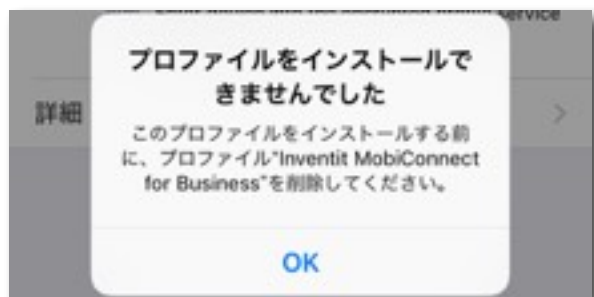 service
プロファイルをインストールで
きませんでした
詳細
このプロファイルをインストールする前
に、プロファイル"Inventit MobiConnect
for Business"を削除してください。
OK